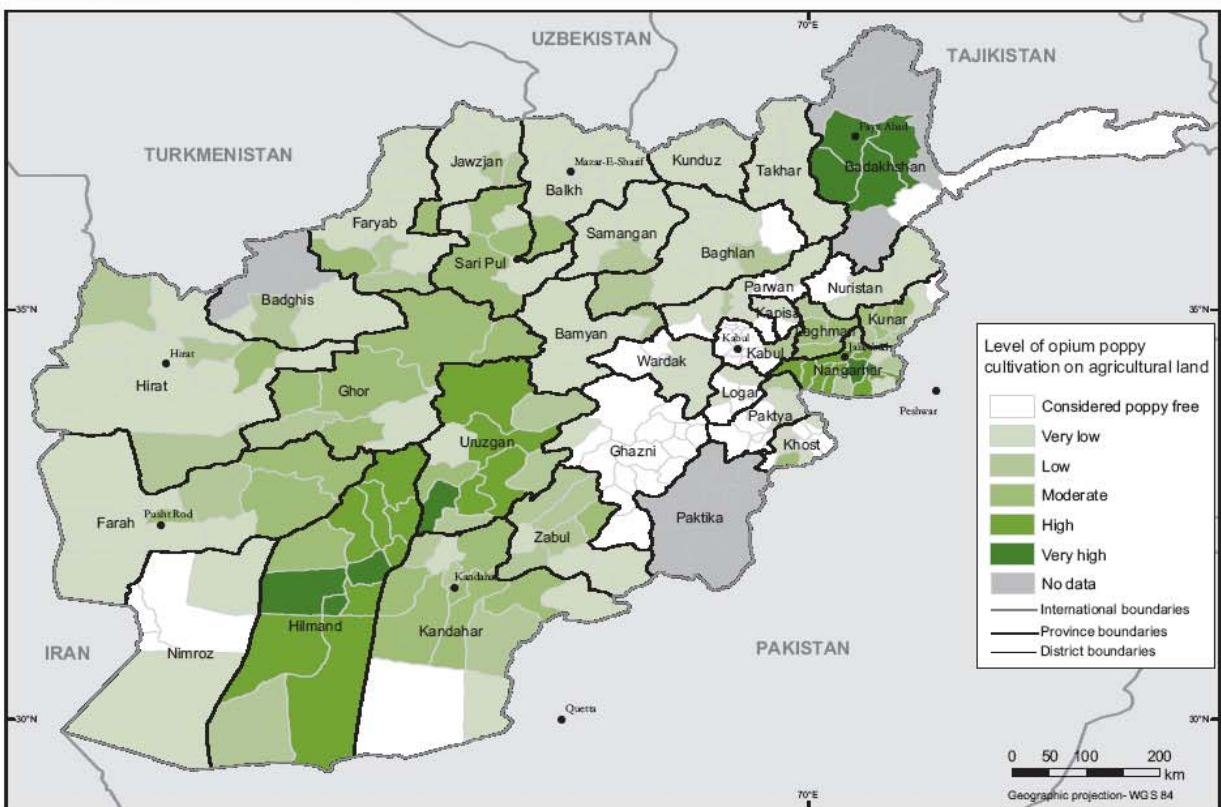 70°E
UZBEKISTAN
TAJIKISTAN
TURKMENISTAN
Jawzjan
Mazar-E-Sharif
Balkh
Kunduz
Takhar
Badakhshan
Faryab
Samangan
Sari Pul
Baghlan
Badghis
Parwan
Nuristan
35°N
35°N
Kapisa
Kunar
Bamyan
Laghman
Kabul
Kabul
Hirat
Wardak
Nangarhar
Hirat
Ghor
Logar
Paktya
Peshwar
Uruzgan
Ghazni
Khost
Farah
Pusht Rod
Paktika
Zabul
Kandahar
Hilmand
Kandahar
IRAN
Nimroz
PAKISTAN
Quetta
30°N
30°N
Level of opium poppy
cultivation on agricultural land
Considered poppy free
Very low
Low
Moderate
High
Very high
No data
International boundaries
Province boundaries
District boundaries
0 50 100 200
km
Geographic projection- WGS 84
70°E